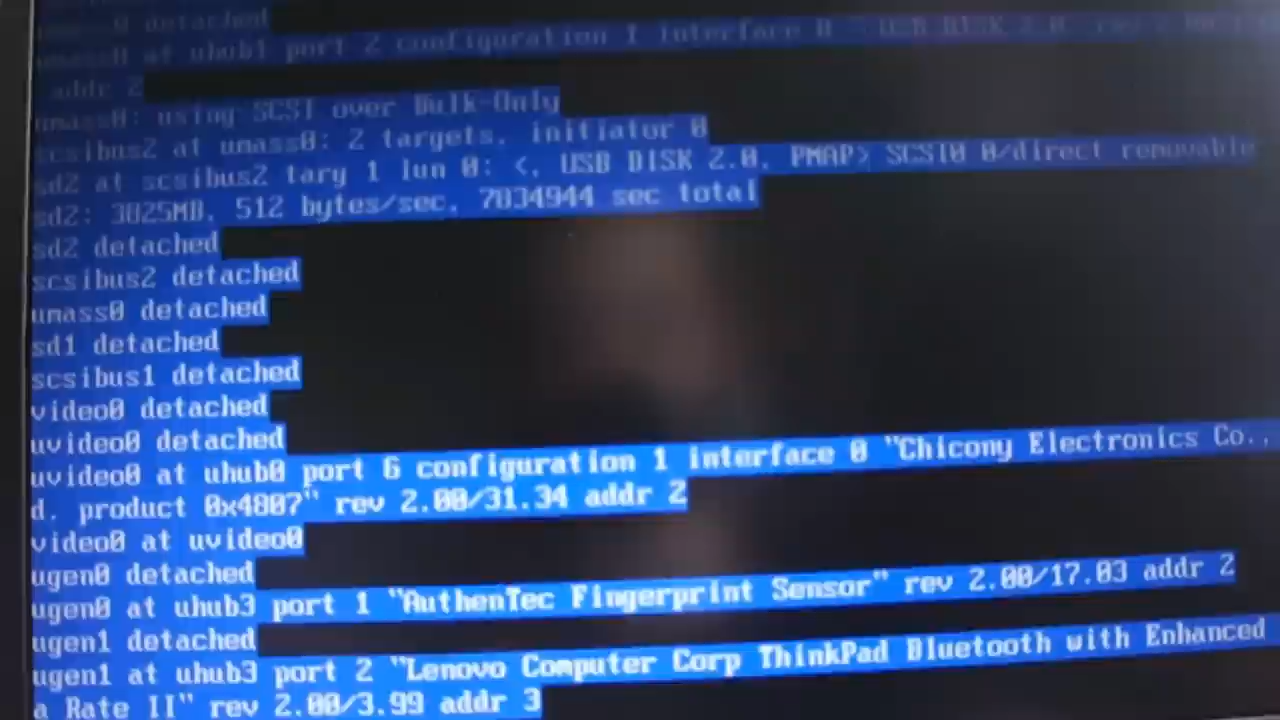 detached
umass0 at uhub1 port 2 configuration 1 interface 0 "USB DISK 2.0" rev
addr 2
umass0: using SCSI over Bulk-Only
scsibus2 at umass0: 2 targets, initiator 0
sd2 at scsibus2 targ 1 lun 0: <, USB DISK 2.0, PMAP> SCSI0 0/direct removable
sd2: 3825MB, 512 bytes/sec, 7834944 sec total
sd2 detached
scsibus2 detached
umass0 detached
sd1 detached
scsibus1 detached
video0 detached
uvideo0 detached
uvideo0 at uhub0 port 6 configuration 1 interface 0 "Chicony Electronics Co.,
d. product 0x4807" rev 2.00/31.34 addr 2
video0 at uvideo0
ugen0 detached
ugen0 at uhub3 port 1 "AuthenTec Fingerprint Sensor" rev 2.00/17.03 addr 2
ugen1 detached
ugen1 at uhub3 port 2 "Lenovo Computer Corp ThinkPad Bluetooth with Enhanced
a Rate II" rev 2.00/3.99 addr 3